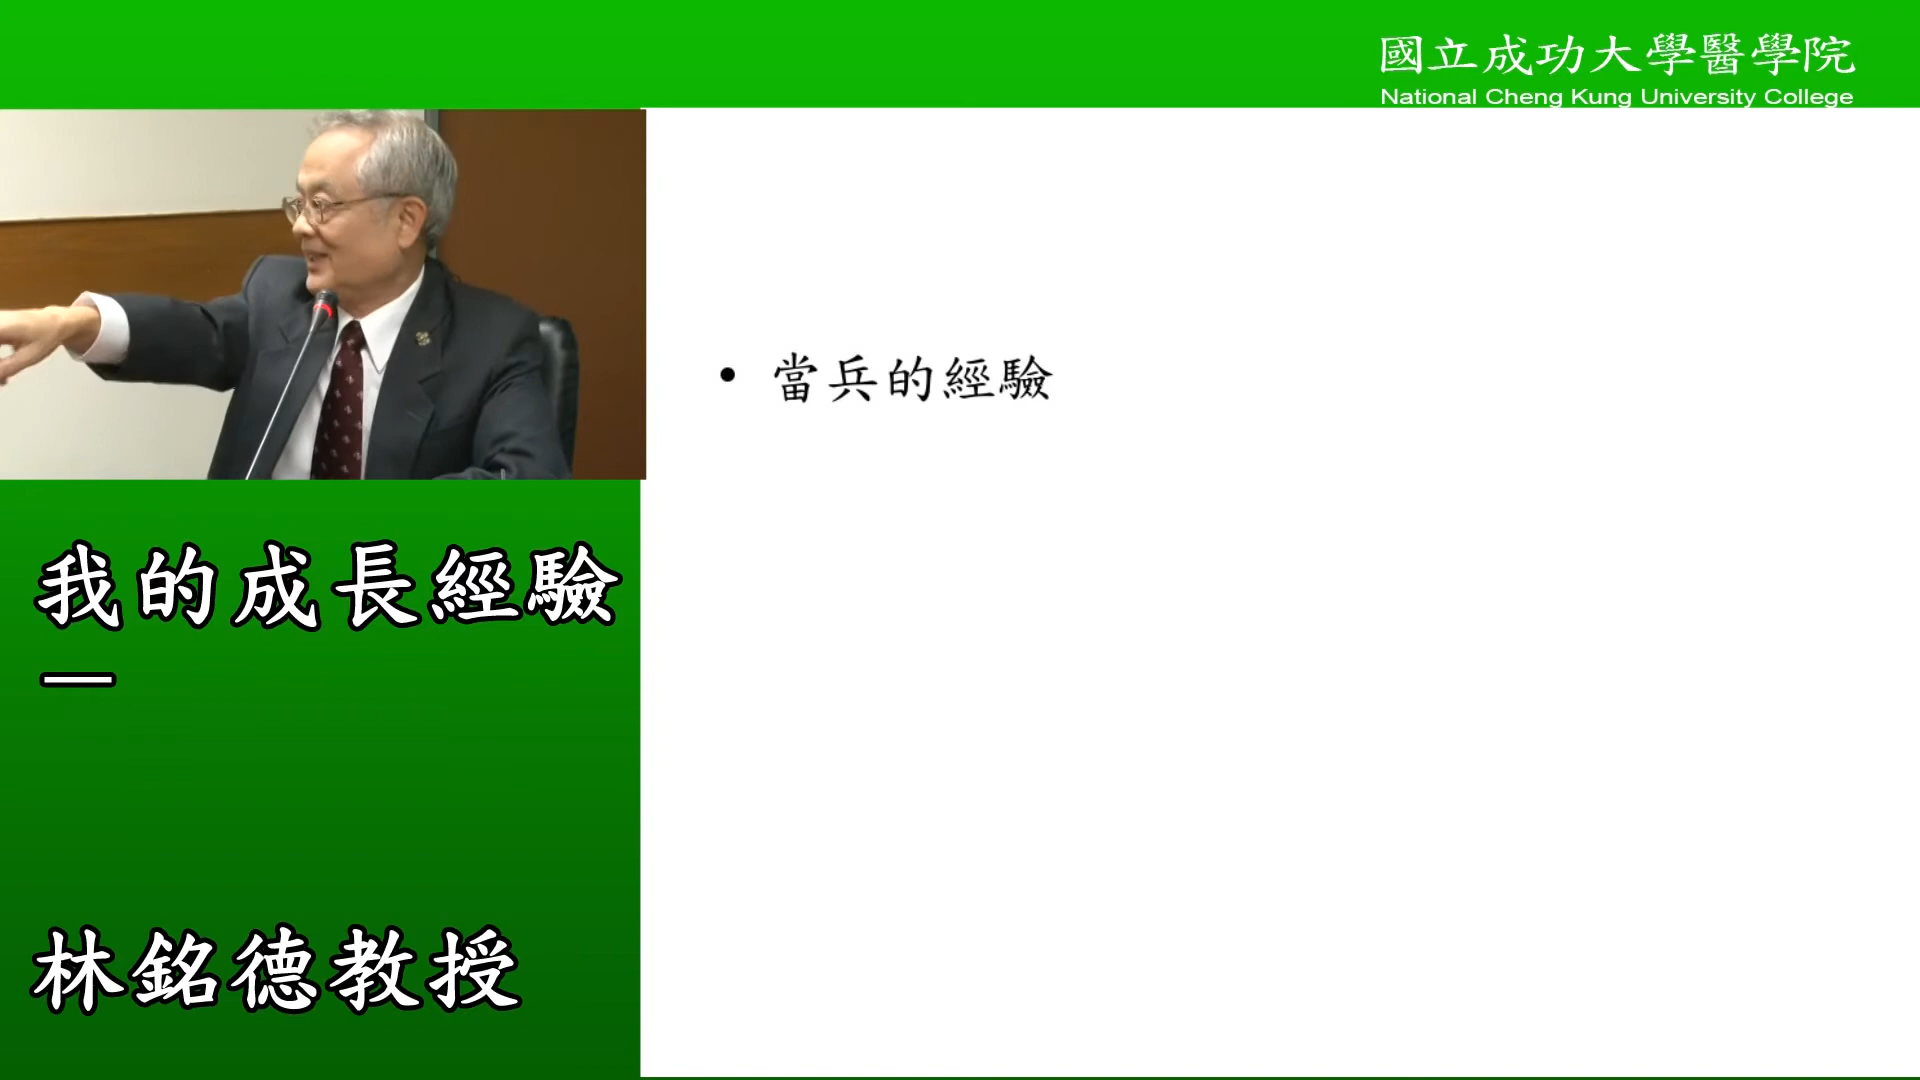 國立成功大學醫學院
National Cheng Kung University College
當兵的經驗
我的成長經驗
一
林銘德教授